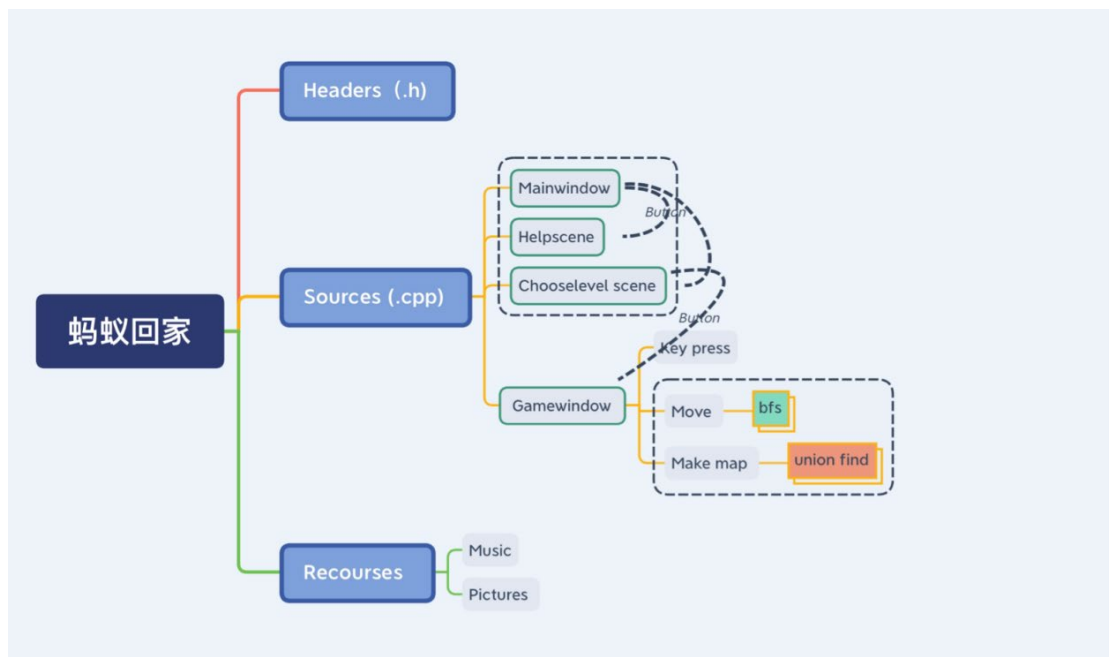 蚂蚁回家
Headers（.h)
Sources (.cpp)
Mainwindow
Button
Helpscene
Chooselevel scene
Button
Key press
Gamewindow
Move
bfs
Make map
union find
Recourses
Music
Pictures